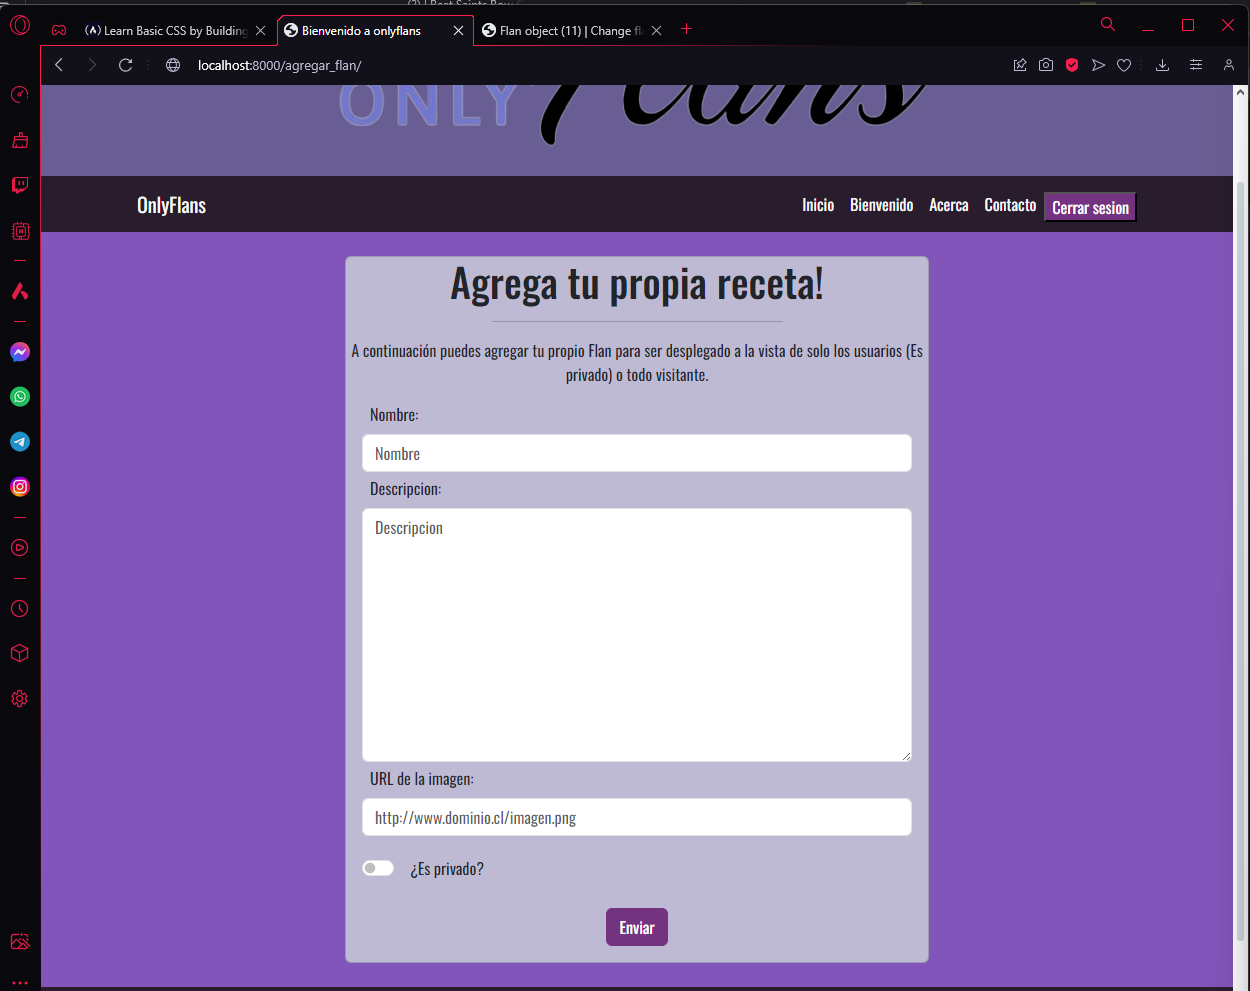 Learn Basic CSS by Building
Bienvenido a onlyflans
Flan object (11) | Change fl
localhost:8000/agregar_flan/
ONLY Flans
OnlyFlans
Inicio
Bienvenido
Acerca
Contacto
Cerrar sesion
Agrega tu propia receta!
A continuación puedes agregar tu propio Flan para ser desplegado a la vista de solo los usuarios (Es
privado) o todo visitante.
Nombre:
Nombre
Descripcion:
Descripcion
URL de la imagen:
http://www.dominio.cl/imagen.png
¿Es privado?
Enviar